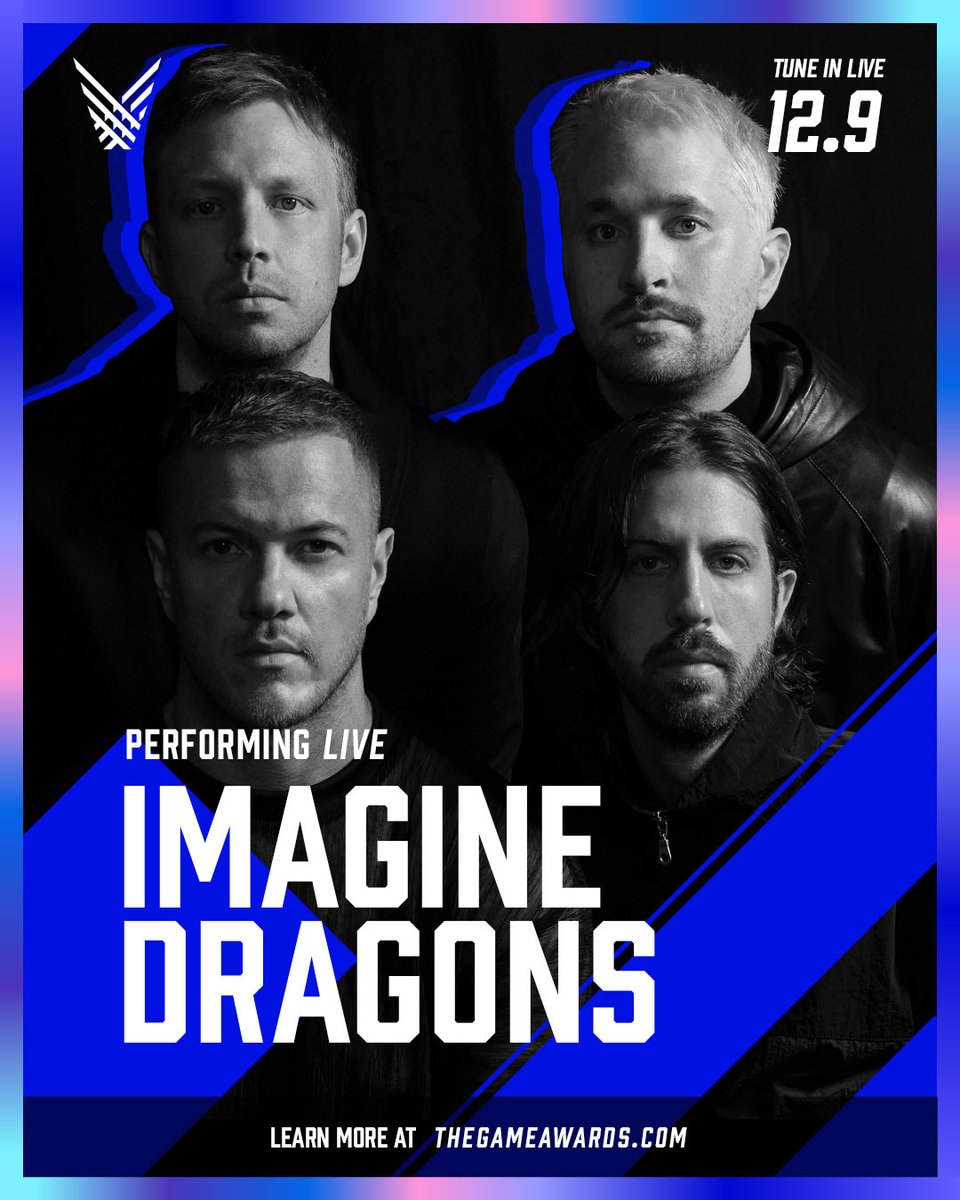 TUNE IN LIVE
12.9
PERFORMING LIVE
IMAGINE
DRAGONS
LEARN MORE AT THEGAMEAWARDS.COM